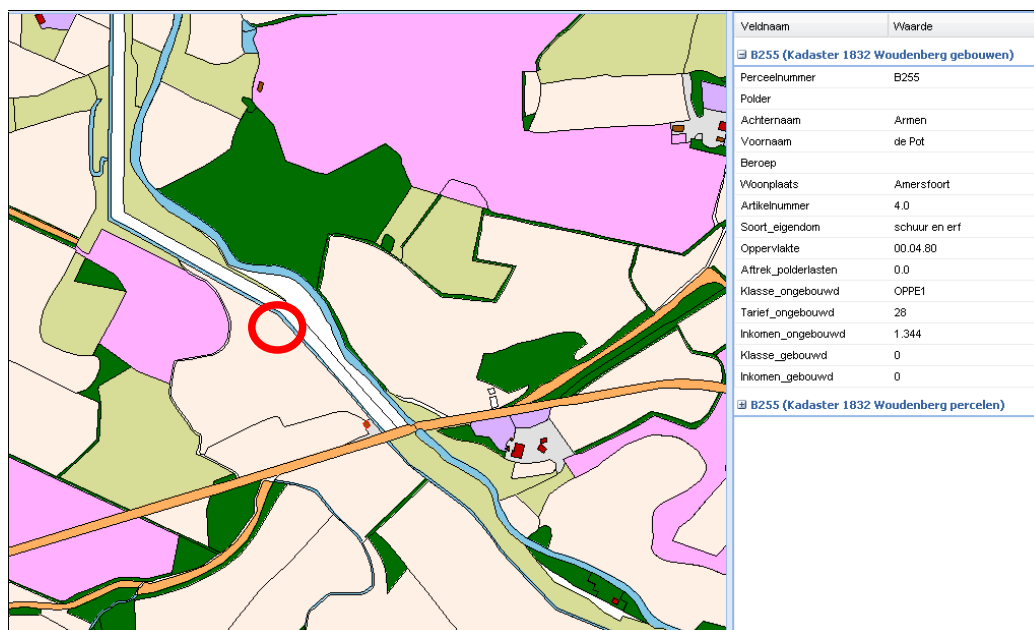 Veldnaam Waarde
B255 (Kadaster 1832 Woudenberg gebouwen)
Perceelnummer B255
Polder
Achternaam Armen
Voornaam de Pot
Beroep
Woonplaats Amersfoort
Artikelnummer 4.0
Soort_eigendom schuur en erf
Oppervlakte 00.04.80
Aftrek_polderlasten 0.0
Klasse_ongebouwd OPPE1
Tarief_ongebouwd 28
Inkomen_ongebouwd 1.344
Klasse_gebouwd 0
Inkomen_gebouwd 0
B255 (Kadaster 1832 Woudenberg percelen)